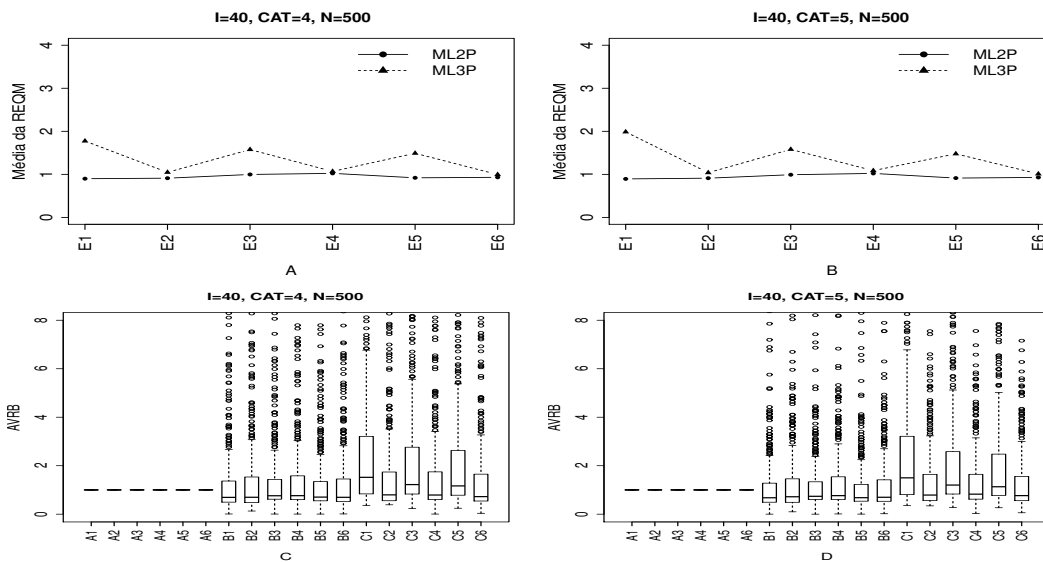 I=40, CAT=4, N=500
Média da REQM
4
3
2
1
0
ML2P
ML3P
E1 E2 E3 E4 E5 E6
A
I=40, CAT=5, N=500
Média da REQM
4
3
2
1
0
ML2P
ML3P
E1 E2 E3 E4 E5 E6
B
I=40, CAT=4, N=500
AVRB
8
6
4
2
0
A1 A2 A3 A4 A5 A6 B1 B2 B3 B4 B5 B6 C1 C2 C3 C4 C5 C6
C
I=40, CAT=5, N=500
AVRB
8
6
4
2
0
A1 A2 A3 A4 A5 A6 B1 B2 B3 B4 B5 B6 C1 C2 C3 C4 C5 C6
D